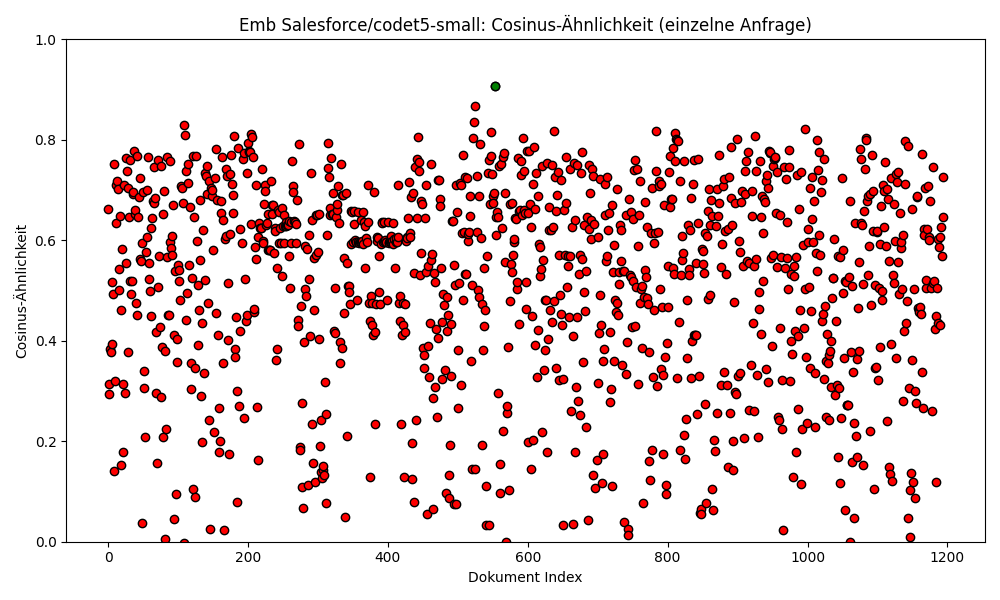 Emb Salesforce/codet5-small: Cosinus-Ähnlichkeit (einzelne Anfrage)
Cosinus-Ähnlichkeit
1.0
0.8
0.6
0.4
0.2
0.0
0 200 400 600 800 1000 1200
Dokument Index